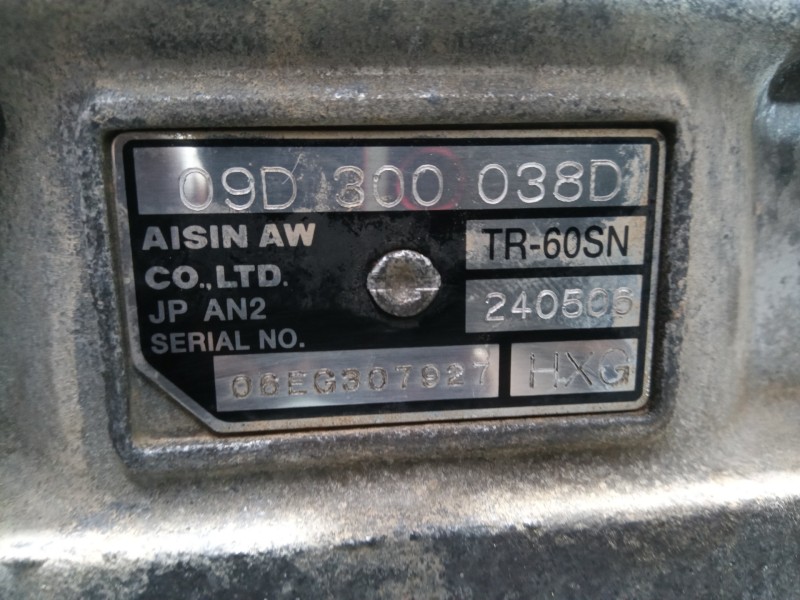 09D 300 038D
AISIN AW
CO.,LTD.
TR-60SN
JP AN2
240506
SERIAL NO.
06EG307927
HXG